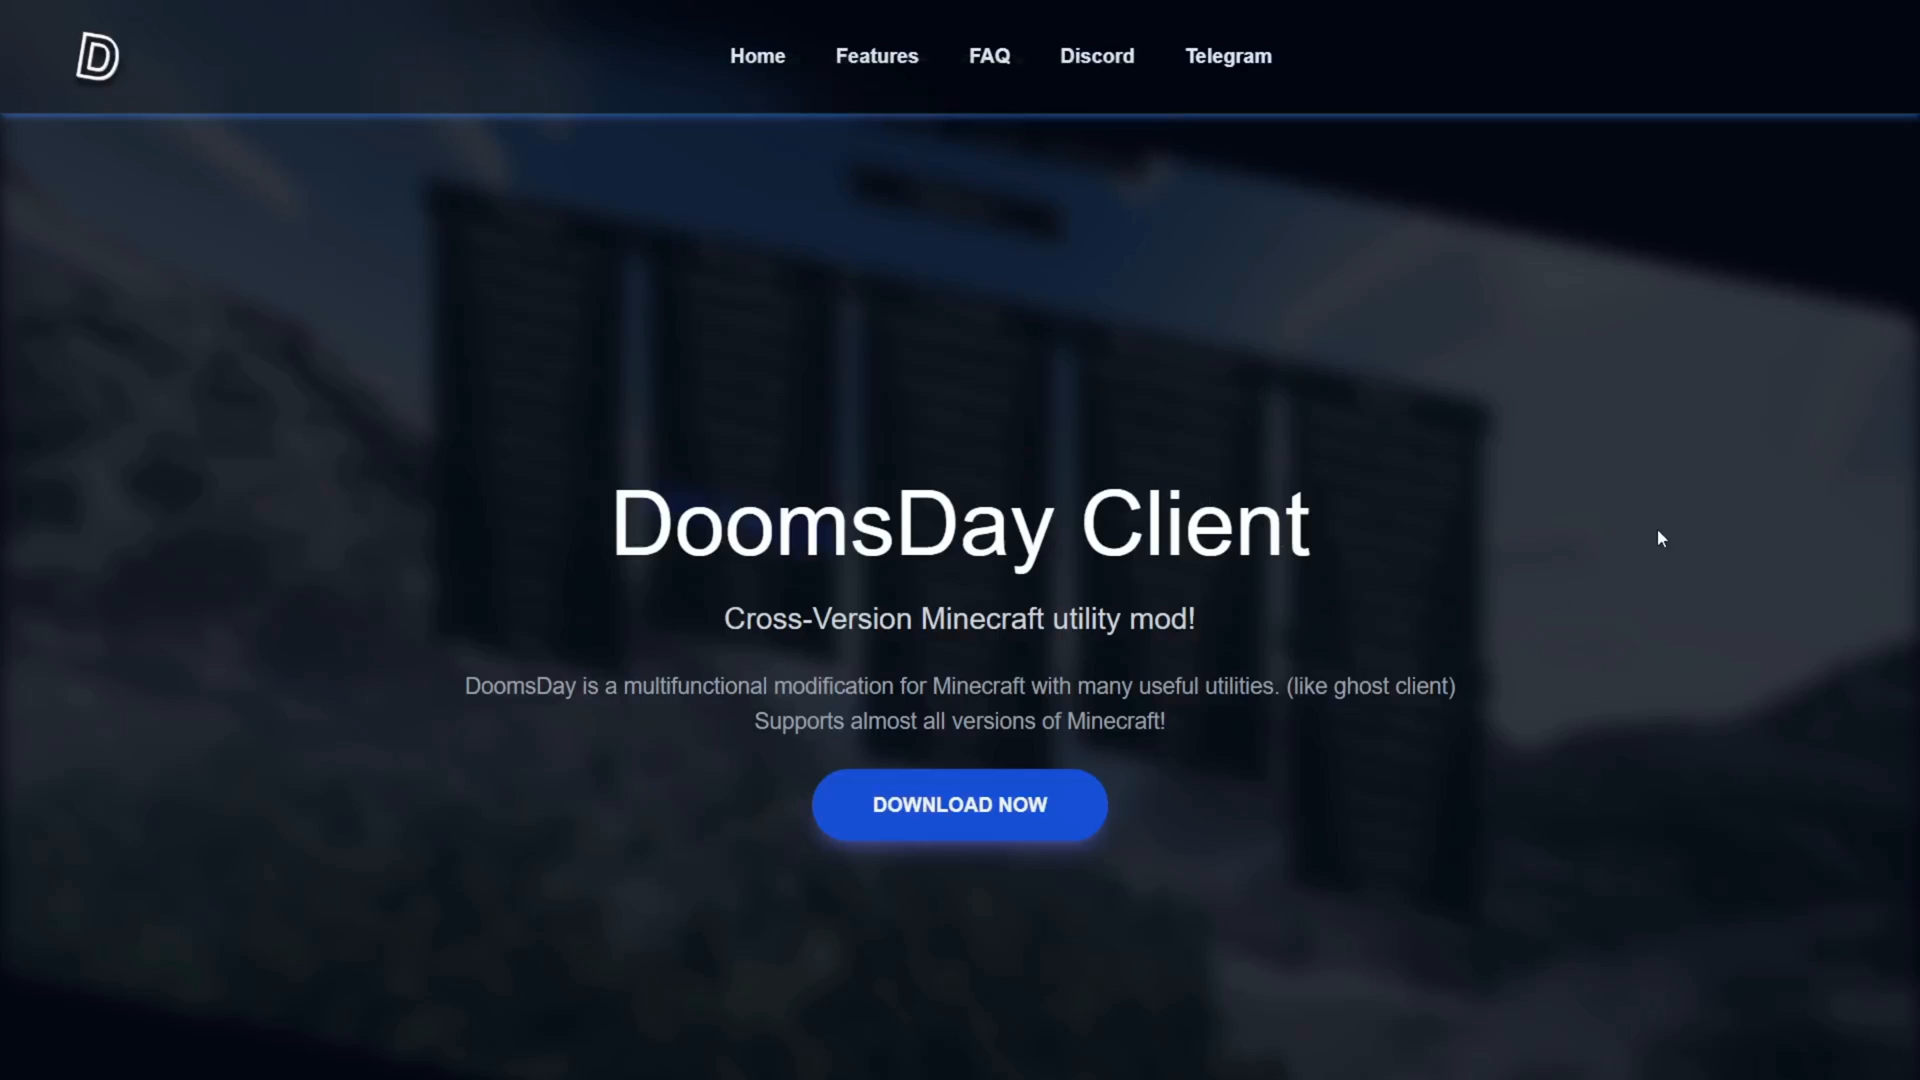 D
Home Features FAQ Discord Telegram
DoomsDay Client
Cross-Version Minecraft utility mod!
DoomsDay is a multifunctional modification for Minecraft with many useful utilities. (like ghost client)
Supports almost all versions of Minecraft!
DOWNLOAD NOW